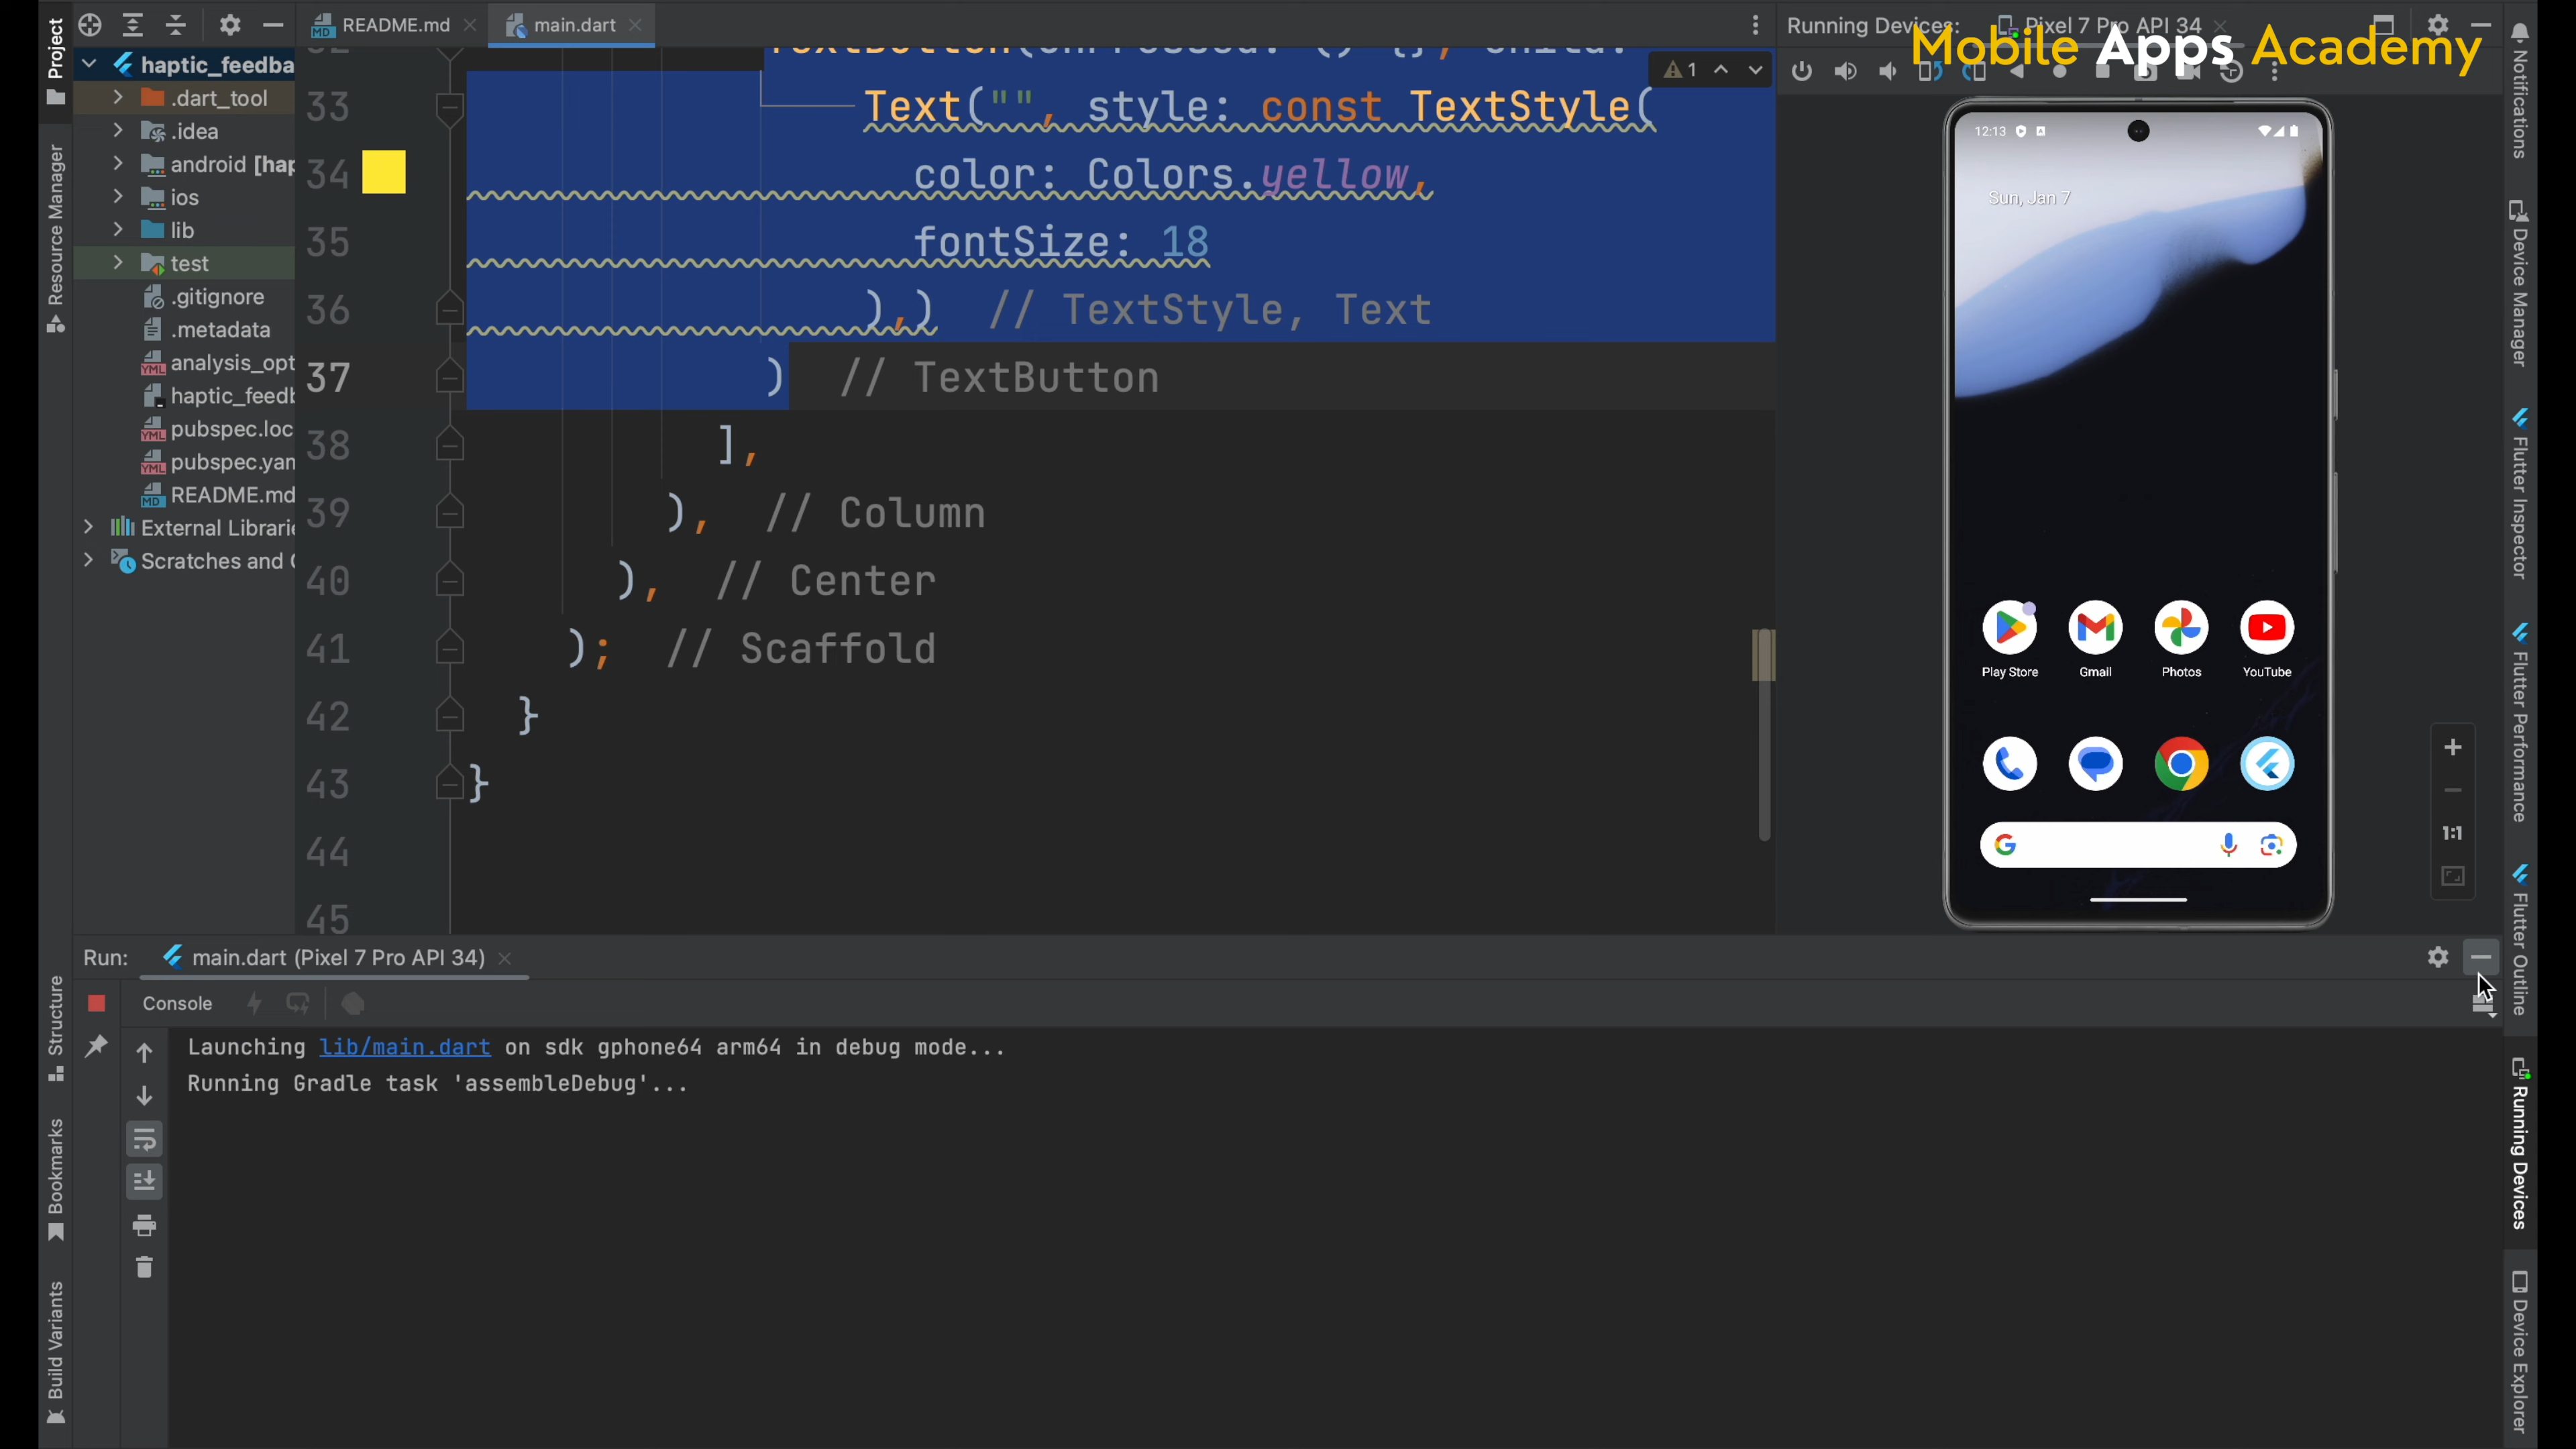 Project
Resource Manager
Structure
Bookmarks
Build Variants
haptic_feedba
.dart_tool
.idea
android [hap
ios
lib
test
.gitignore
.metadata
analysis_opt
haptic_feedb
pubspec.loc
pubspec.yam
README.md
External Librarie
Scratches and C
README.md
main.dart
TextButton(onPressed: () {}, child:
1
33 Text("", style: const TextStyle(
34 color: Colors.yellow,
35 fontSize: 18
36 ),) // TextStyle, Text
37 ) // TextButton
38 ],
39 ), // Column
40 ), // Center
41 ); // Scaffold
42 }
43 }
44
45
Running Devices:
Pixel 7 Pro API 34
Mobile Apps Academy
12:13
Sun, Jan 7
Play Store
Gmail
Photos
YouTube
1:1
Notifications
Device Manager
Flutter Inspector
Flutter Performance
Flutter Outline
Running Devices
Device Explorer
Run:
main.dart (Pixel 7 Pro API 34)
Console
Launching lib/main.dart on sdk gphone64 arm64 in debug mode...
Running Gradle task 'assembleDebug'...